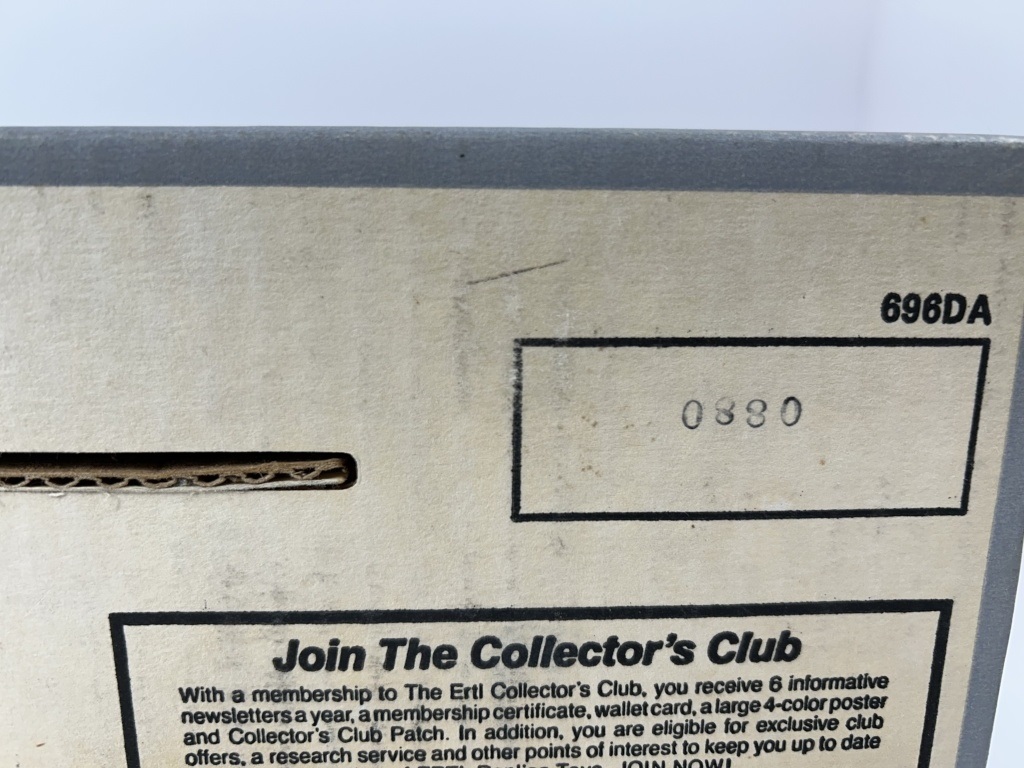 696DA
0880
Join The Collector's Club
With a membership to The Ertl Collector's Club, you receive 6 informative
newsletters a year, a membership certificate, wallet card, a large 4-color poster
and Collector's Club Patch. In addition, you are eligible for exclusive club
offers, a research service and other points of interest to keep you up to date
JOIN NOW!